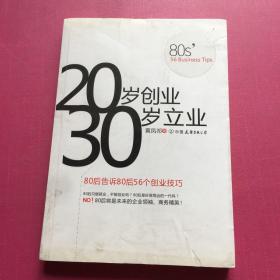 80s'
56 Business Tips
20岁创业
30岁立业
80后告诉80后56个创业技巧
NO! 80后将是未来的企业领袖、商务精英!